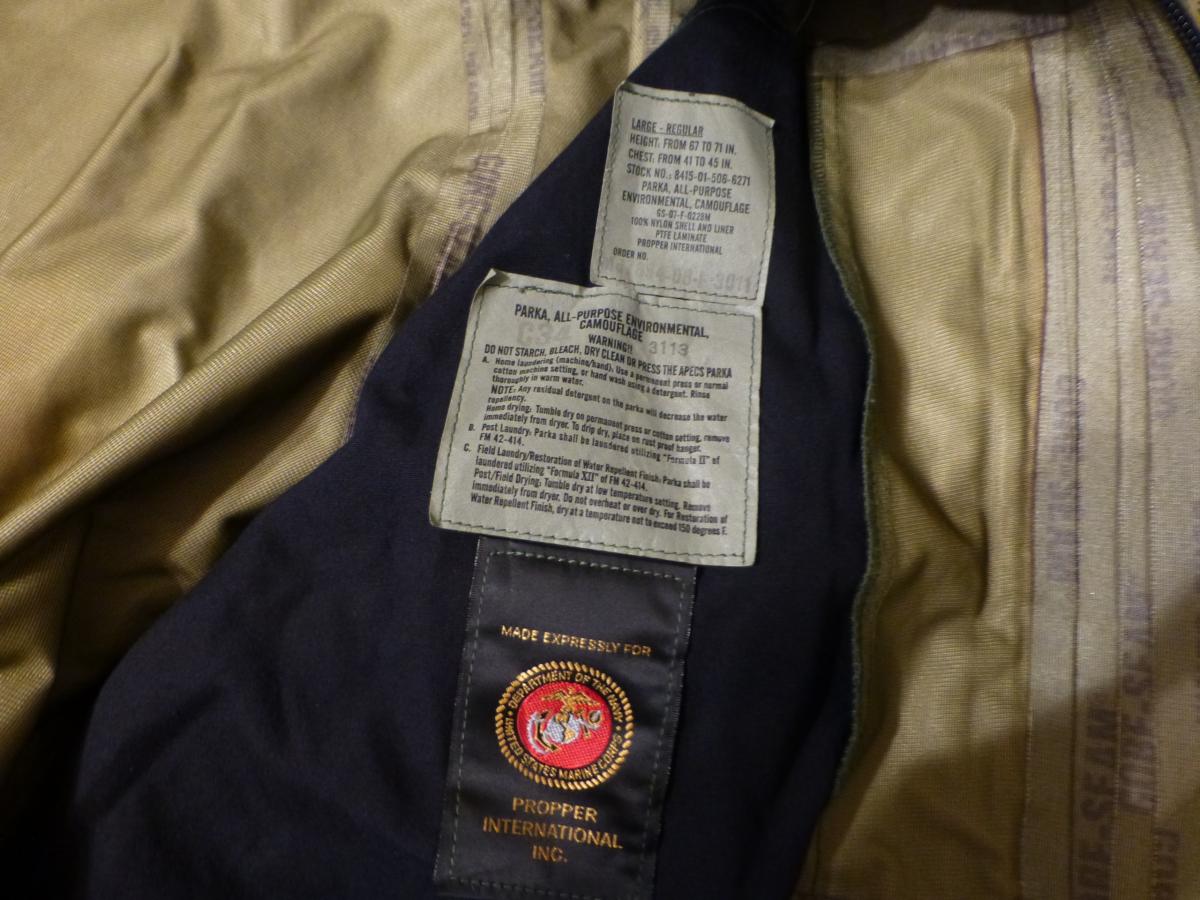 LARGE - REGULAR
HEIGHT: FROM 67 TO 71 IN.
CHEST: FROM 41 TO 45 IN.
STOCK NO.: 8415-01-506-6271
PARKA, ALL-PURPOSE
ENVIRONMENTAL, CAMOUFLAGE
GS-07-F-0228M
100% NYLON SHELL AND LINER
PTFE LAMINATE
PROPPER INTERNATIONAL
ORDER NO.
PARKA, ALL-PURPOSE ENVIRONMENTAL,
CAMOUFLAGE
WARNING!!
3113
DO NOT STARCH, BLEACH, DRY CLEAN OR PRESS THE APECS PARKA
A. Home laundering (machine/hand). Use a permanent press or normal
cotton machine setting, or hand wash using a detergent. Rinse
thoroughly in warm water.
NOTE: Any residual detergent on the parka will decrease the water
repellency.
Home drying: Tumble dry on permanent press or cotton setting, remove
immediately from dryer. To drip dry, place on rust proof hanger.
B. Post Laundry: Parka shall be laundered utilizing "Formula II" of
FM 42-414.
C. Field Laundry/Restoration of Water Repellent Finish: Parka shall be
laundered utilizing "Formula XII" of FM 42-414.
Post/Field Drying: Tumble dry at low temperature setting. Remove
immediately from dryer. Do not overheat or over dry. For Restoration of
Water Repellent Finish, dry at a temperature not to exceed 150 degrees F.
MADE EXPRESSLY FOR
DEPARTMENT OF THE NAVY
UNITED STATES MARINE CORPS
PROPPER
INTERNATIONAL
INC.